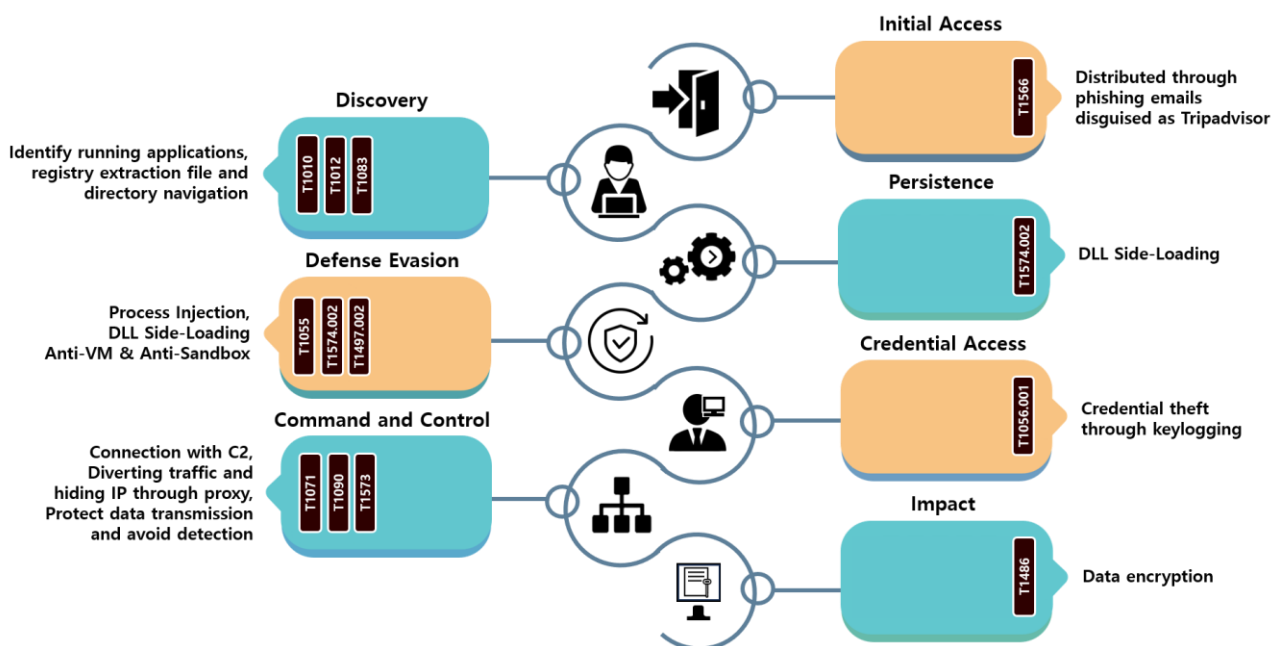 Initial Access
T1566
Distributed through
phishing emails
disguised as Tripadvisor
Discovery
Identify running applications,
registry extraction file and
directory navigation
T1010
T1012
T1083
Persistence
T1574.002
DLL Side-Loading
Defense Evasion
Process Injection,
DLL Side-Loading
Anti-VM & Anti-Sandbox
T1055
T1574.002
T1497.002
Credential Access
T1056.001
Credential theft
through keylogging
Command and Control
Connection with C2,
Diverting traffic and
hiding IP through proxy,
Protect data transmission
and avoid detection
T1071
T1090
T1573
Impact
T1486
Data encryption